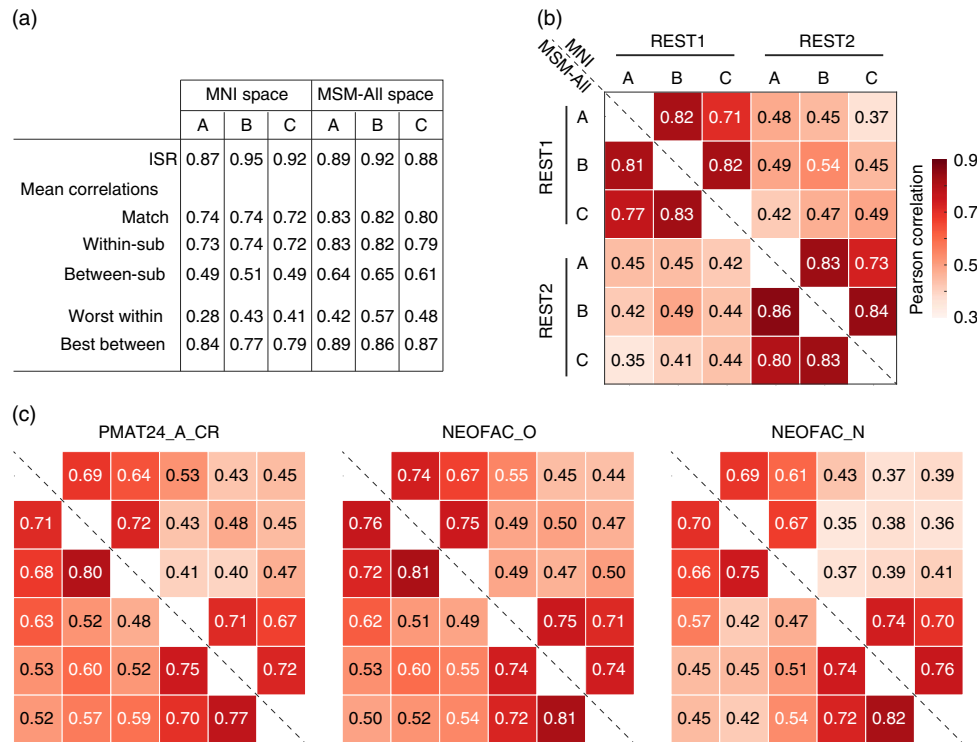 (a)
MNI space MSM-All space
A B C A B C
ISR 0.87 0.95 0.92 0.89 0.92 0.88
Mean correlations
Match 0.74 0.74 0.72 0.83 0.82 0.80
Within-sub 0.73 0.74 0.72 0.83 0.82 0.79
Between-sub 0.49 0.51 0.49 0.64 0.65 0.61
Worst within 0.28 0.43 0.41 0.42 0.57 0.48
Best between 0.84 0.77 0.79 0.89 0.86 0.87
(b)
MNI
MSM-All
REST1 REST2
A B C A B C
REST1
A 0.82 0.71 0.48 0.45 0.37
B 0.81 0.82 0.49 0.54 0.45
C 0.77 0.83 0.42 0.47 0.49
REST2
A 0.45 0.45 0.42 0.83 0.73
B 0.42 0.49 0.44 0.86 0.84
C 0.35 0.41 0.44 0.80 0.83
Pearson correlation
0.9
0.7
0.5
0.3
(c)
PMAT24_A_CR
0.69 0.64 0.53 0.43 0.45
0.71 0.72 0.43 0.48 0.45
0.68 0.80 0.41 0.40 0.47
0.63 0.52 0.48 0.71 0.67
0.53 0.60 0.52 0.75 0.72
0.52 0.57 0.59 0.70 0.77
NEOFAC_O
0.74 0.67 0.55 0.45 0.44
0.76 0.75 0.49 0.50 0.47
0.72 0.81 0.49 0.47 0.50
0.62 0.51 0.49 0.75 0.71
0.53 0.60 0.55 0.74 0.74
0.50 0.52 0.54 0.72 0.81
NEOFAC_N
0.69 0.61 0.43 0.37 0.39
0.70 0.67 0.35 0.38 0.36
0.66 0.75 0.37 0.39 0.41
0.57 0.42 0.47 0.74 0.70
0.45 0.45 0.51 0.74 0.76
0.45 0.42 0.54 0.72 0.82